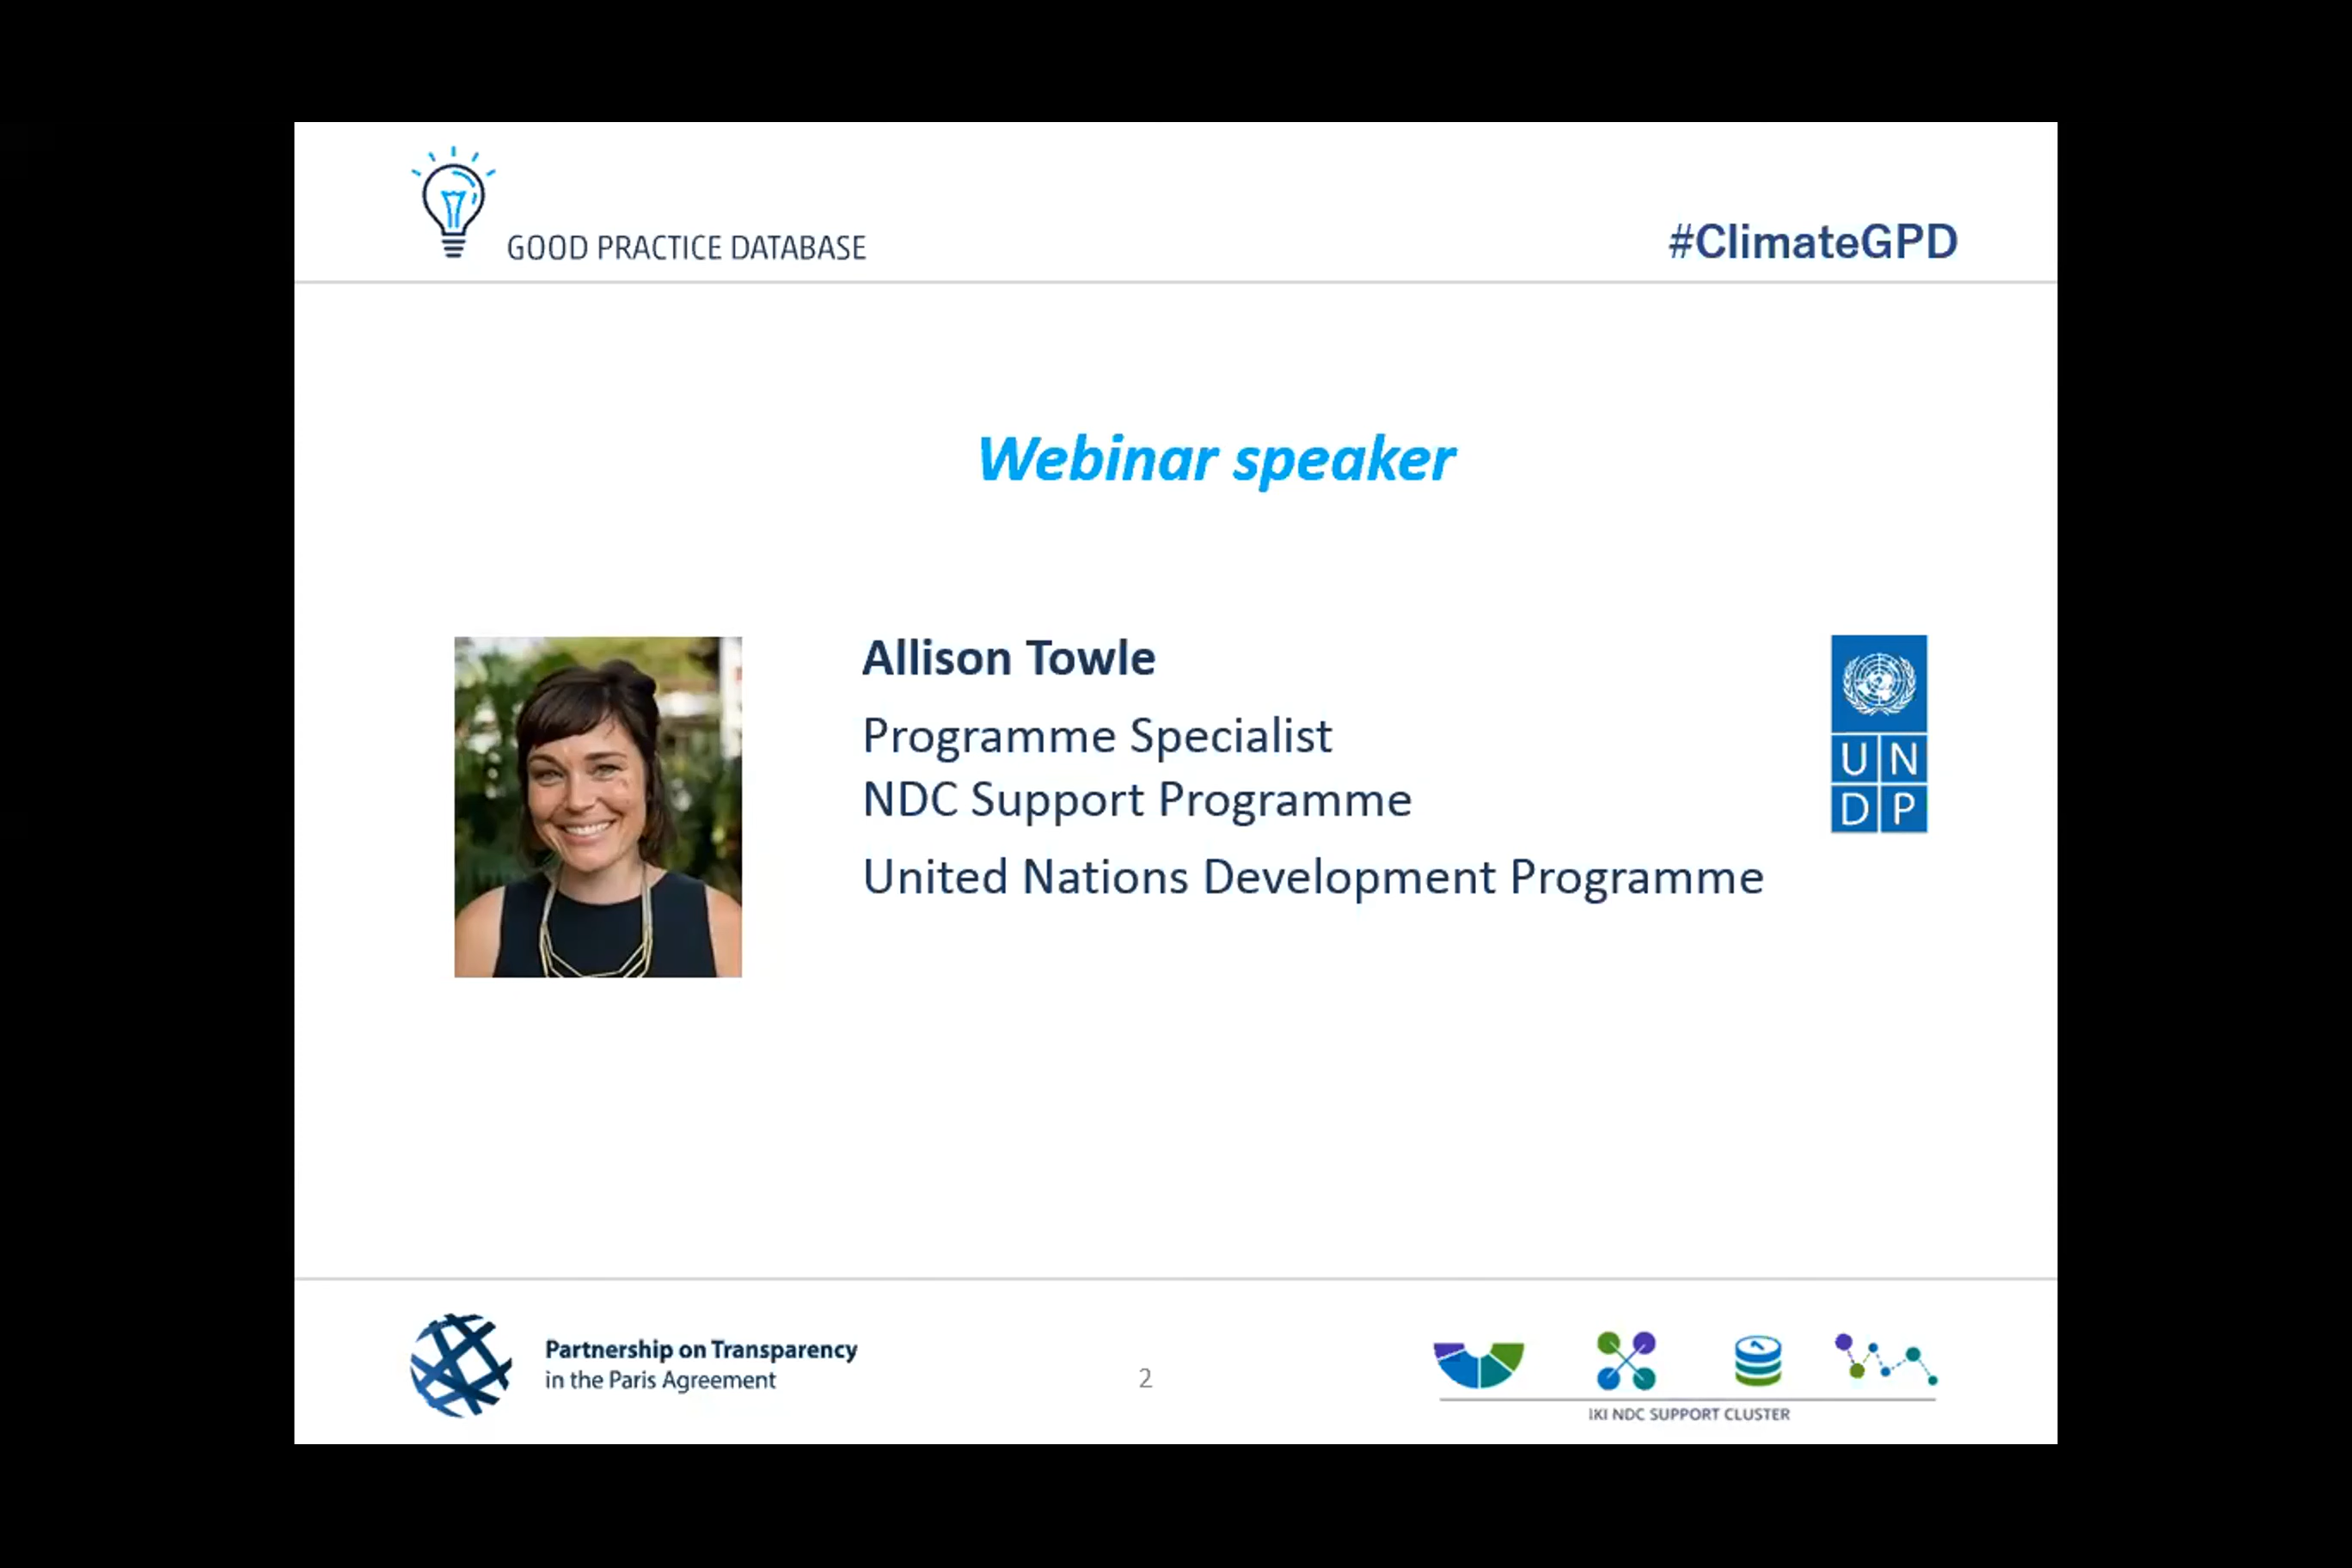 GOOD PRACTICE DATABASE
#ClimateGPD
Webinar speaker
Allison Towle
Programme Specialist
NDC Support Programme
United Nations Development Programme
U N
D P
Partnership on Transparency
in the Paris Agreement
2
IKI NDC SUPPORT CLUSTER